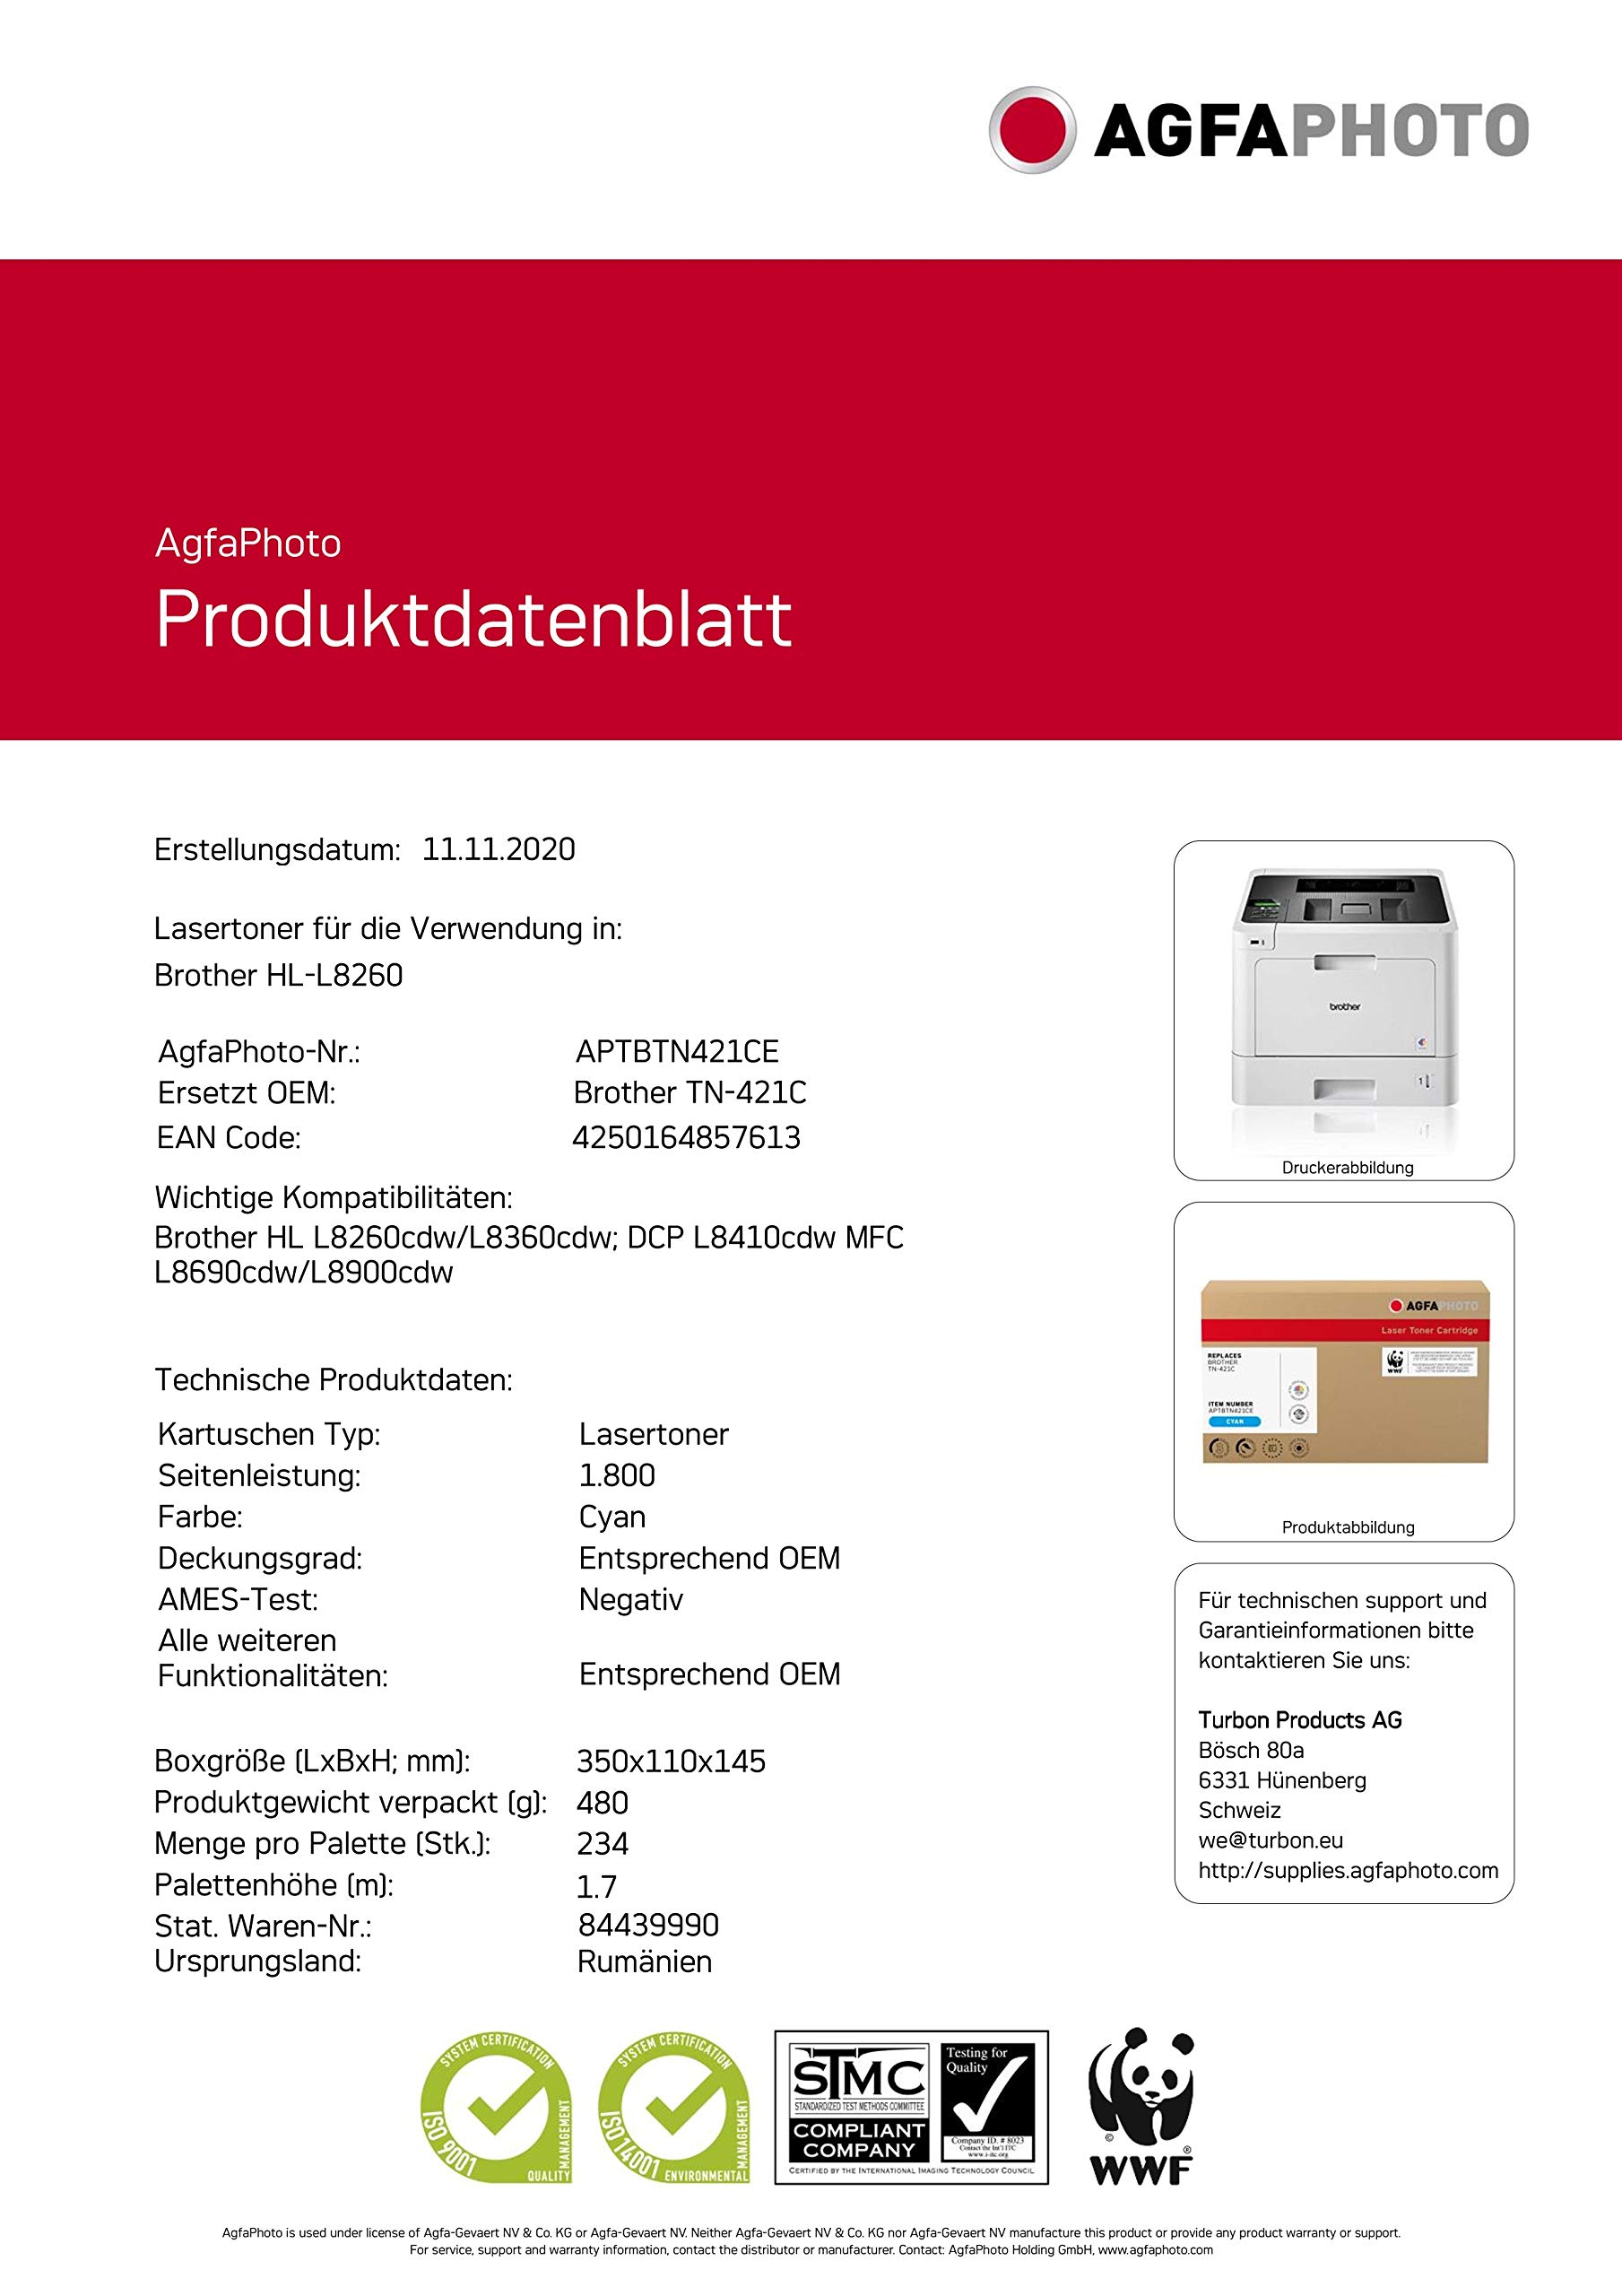 AGFAPHOTO
AgfaPhoto
Produktdatenblatt
Erstellungsdatum: 11.11.2020
Lasertoner für die Verwendung in:
Brother HL-L8260
AgfaPhoto-Nr.: APTBTN421CE
Ersetzt OEM: Brother TN-421C
EAN Code: 4250164857613
Wichtige Kompatibilitäten:
Brother HL L8260cdw/L8360cdw; DCP L8410cdw MFC
L8690cdw/L8900cdw
Technische Produktdaten:
Kartuschen Typ: Lasertoner
Seitenleistung: 1.800
Farbe: Cyan
Deckungsgrad: Entsprechend OEM
AMES-Test: Negativ
Alle weiteren
Funktionalitäten: Entsprechend OEM
Boxgröße (LxBxH; mm): 350x110x145
Produktgewicht verpackt (g): 480
Menge pro Palette (Stk.): 234
Palettenhöhe (m): 1.7
Stat. Waren-Nr.: 84439990
Ursprungsland: Rumänien
brother
1
Druckerabbildung
AGFAPHOTO
Laser Toner Cartridge
REPLACES
BROTHER
TN-421C
WWF
ITEM NUMBER
APTBTN421CE
CYAN
Produktabbildung
Für technischen support und
Garantieinformationen bitte
kontaktieren Sie uns:
Turbon Products AG
Bösch 80a
6331 Hünenberg
Schweiz
we@turbon.eu
http://supplies.agfaphoto.com
SYSTEM CERTIFICATION
ISO 9001
QUALITY
MANAGEMENT
SYSTEM CERTIFICATION
ISO 14001
ENVIRONMENTAL
MANAGEMENT
STMC
STANDARDIZED TEST METHODS COMMITTEE
COMPLIANT
COMPANY
Testing for
Quality
Company ID. # 8023
Contact the Int'l ITC
www.i-itc.org
CERTIFIED BY THE INTERNATIONAL IMAGING TECHNOLOGY COUNCIL
©
®
WWF
AgfaPhoto is used under license of Agfa-Gevaert NV & Co. KG or Agfa-Gevaert NV. Neither Agfa-Gevaert NV & Co. KG nor Agfa-Gevaert NV manufacture this product or provide any product warranty or support.
For service, support and warranty information, contact the distributor or manufacturer. Contact: AgfaPhoto Holding GmbH, www.agfaphoto.com